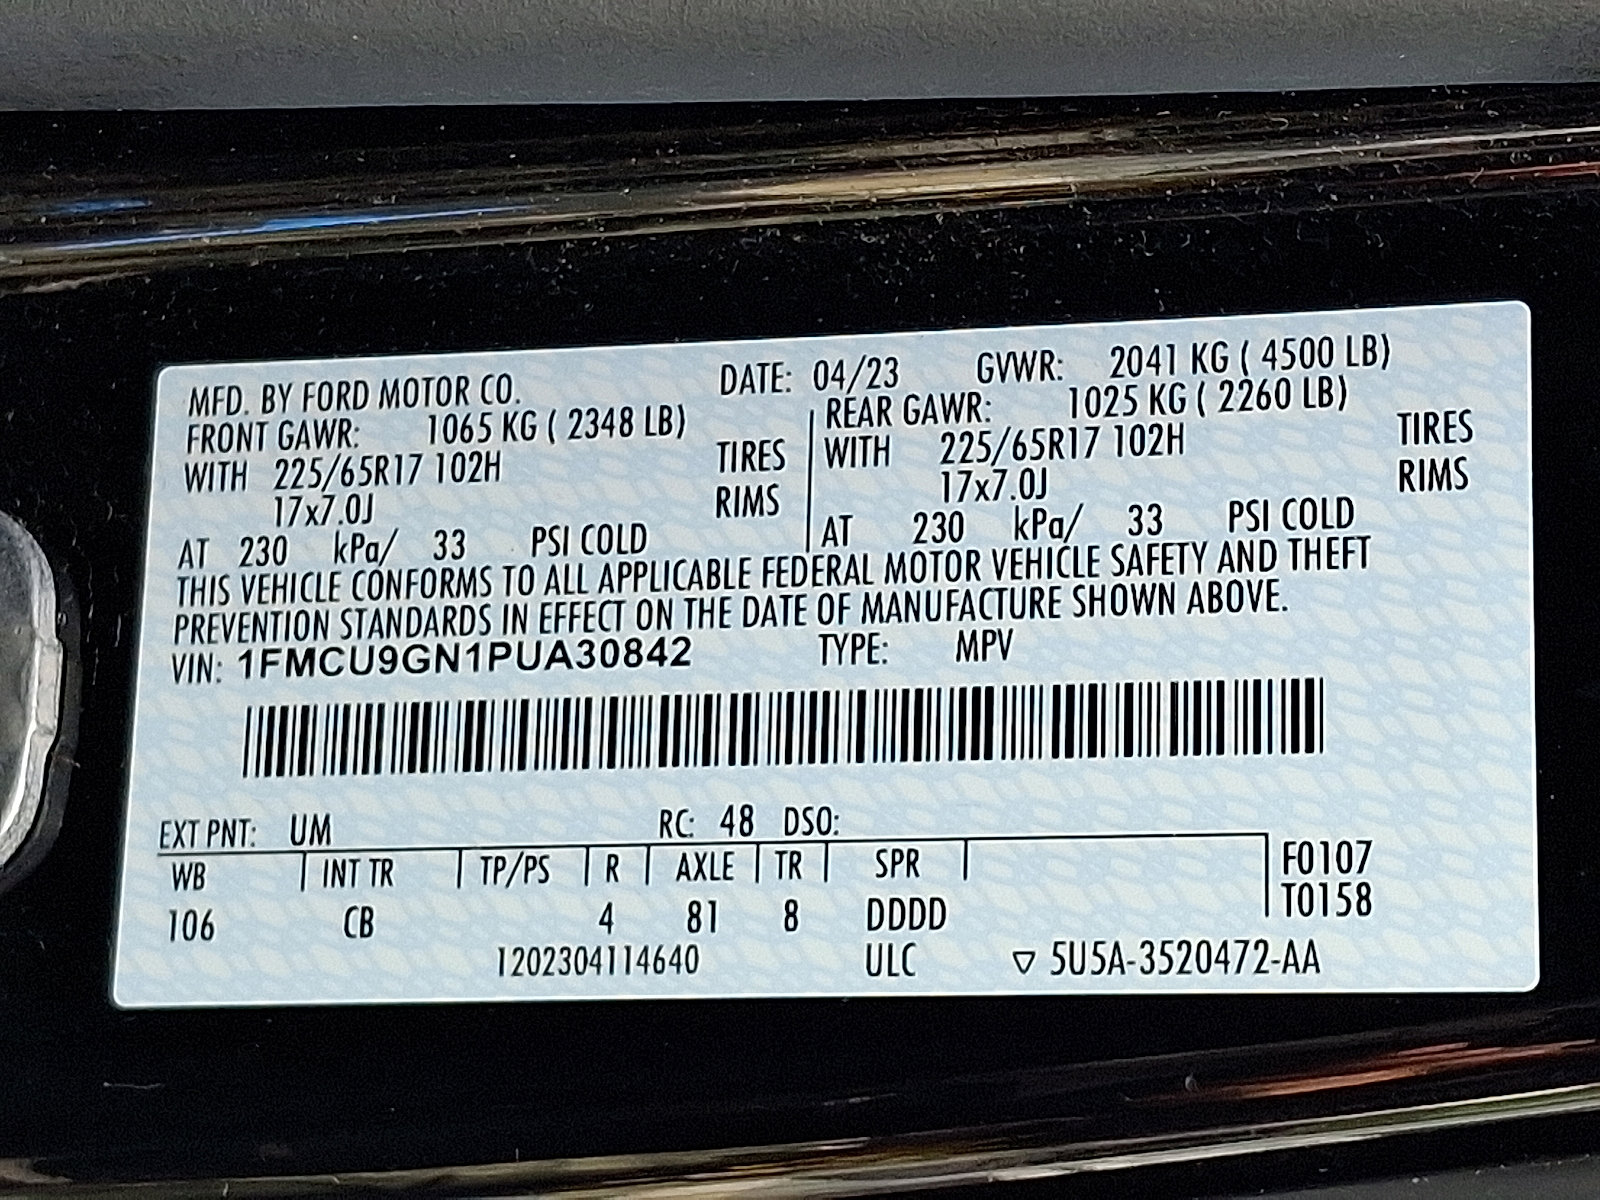 MFD. BY FORD MOTOR CO. DATE: 04/23 GVWR: 2041 KG ( 4500 LB)
FRONT GAWR: 1065 KG ( 2348 LB) REAR GAWR: 1025 KG ( 2260 LB)
WITH 225/65R17 102H TIRES WITH 225/65R17 102H TIRES
17x7.0J RIMS 17x7.0J RIMS
AT 230 kPa/ 33 PSI COLD AT 230 kPa/ 33 PSI COLD
THIS VEHICLE CONFORMS TO ALL APPLICABLE FEDERAL MOTOR VEHICLE SAFETY AND THEFT
PREVENTION STANDARDS IN EFFECT ON THE DATE OF MANUFACTURE SHOWN ABOVE.
VIN: 1FMCU9GN1PUA30842 TYPE: MPV
EXT PNT: UM RC: 48 DSO:
WB INT TR TP/PS R AXLE TR SPR F0107
106 CB 4 81 8 DDDD T0158
1202304114640 ULC ▽ 5U5A-3520472-AA